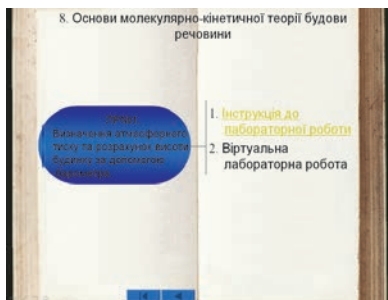 8. Основи молекулярно-кінетичної теорії будови
речовини
Визначення атмосферного
тиску та розрахунок висоти
будинку за допомогою
1. Інструкція до
лабораторної роботи
2. Віртуальна
лабораторна робота